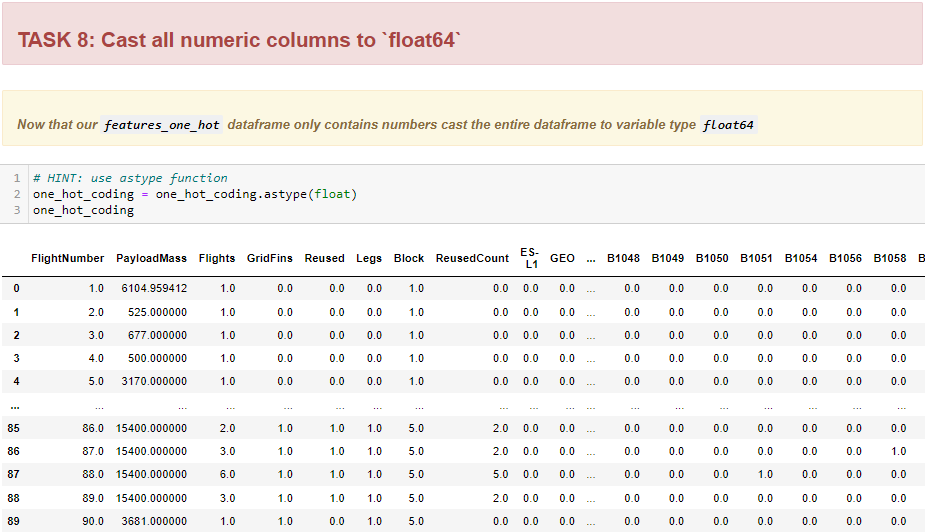 TASK 8: Cast all numeric columns to `float64`
Now that our features_one_hot dataframe only contains numbers cast the entire dataframe to variable type float64
1 # HINT: use astype function
2 one_hot_coding = one_hot_coding.astype(float)
3 one_hot_coding
FlightNumber PayloadMass Flights GridFins Reused Legs Block ReusedCount ES-L1 GEO ... B1048 B1049 B1050 B1051 B1054 B1056 B1058 B
0 1.0 6104.959412 1.0 0.0 0.0 0.0 1.0 0.0 0.0 0.0 ... 0.0 0.0 0.0 0.0 0.0 0.0 0.0
1 2.0 525.000000 1.0 0.0 0.0 0.0 1.0 0.0 0.0 0.0 ... 0.0 0.0 0.0 0.0 0.0 0.0 0.0
2 3.0 677.000000 1.0 0.0 0.0 0.0 1.0 0.0 0.0 0.0 ... 0.0 0.0 0.0 0.0 0.0 0.0 0.0
3 4.0 500.000000 1.0 0.0 0.0 0.0 1.0 0.0 0.0 0.0 ... 0.0 0.0 0.0 0.0 0.0 0.0 0.0
4 5.0 3170.000000 1.0 0.0 0.0 0.0 1.0 0.0 0.0 0.0 ... 0.0 0.0 0.0 0.0 0.0 0.0 0.0
... ... ... ... ... ... ... ... ... ... ... ... ... ... ... ... ... ... ...
85 86.0 15400.000000 2.0 1.0 1.0 1.0 5.0 2.0 0.0 0.0 ... 0.0 0.0 0.0 0.0 0.0 0.0 0.0
86 87.0 15400.000000 3.0 1.0 1.0 1.0 5.0 2.0 0.0 0.0 ... 0.0 0.0 0.0 0.0 0.0 0.0 1.0
87 88.0 15400.000000 6.0 1.0 1.0 1.0 5.0 5.0 0.0 0.0 ... 0.0 0.0 0.0 1.0 0.0 0.0 0.0
88 89.0 15400.000000 3.0 1.0 1.0 1.0 5.0 2.0 0.0 0.0 ... 0.0 0.0 0.0 0.0 0.0 0.0 0.0
89 90.0 3681.000000 1.0 1.0 0.0 1.0 5.0 0.0 0.0 0.0 ... 0.0 0.0 0.0 0.0 0.0 0.0 0.0